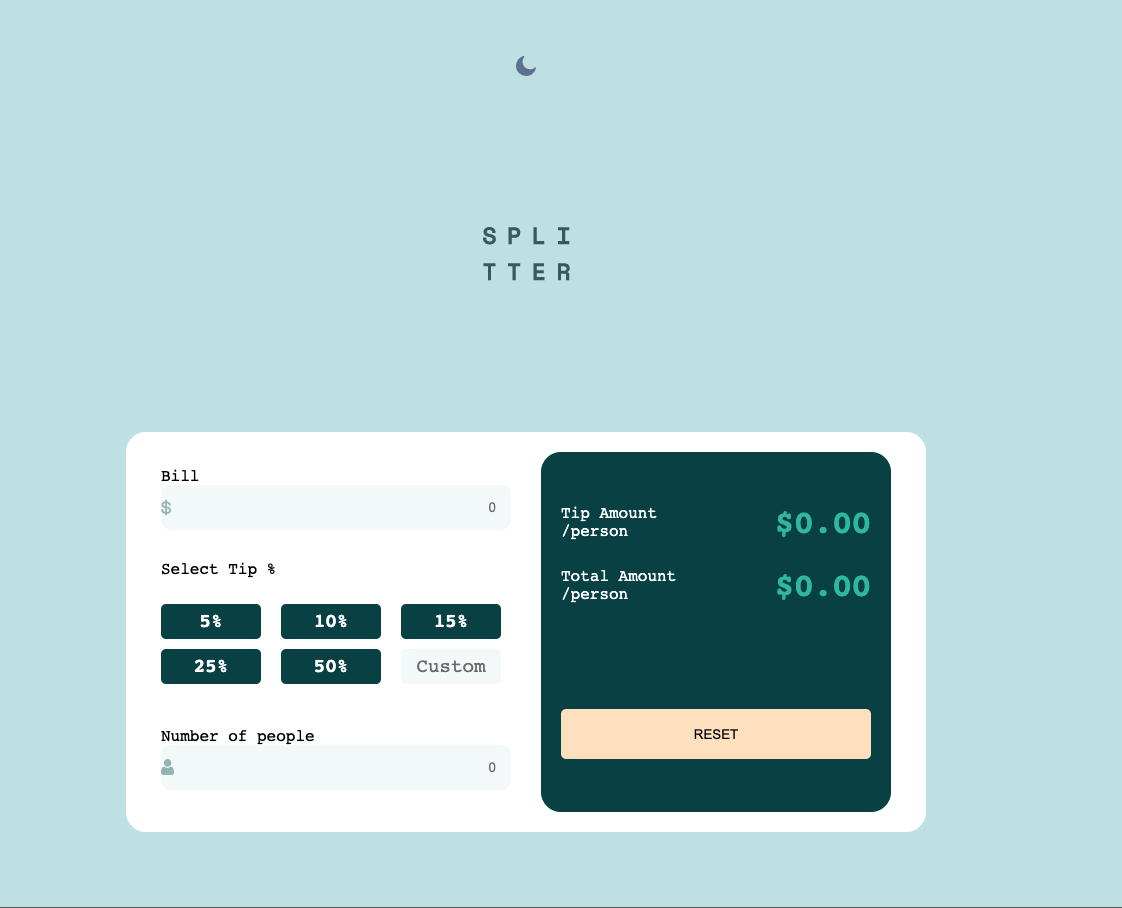 SPLI
TTER
Bill
$ 0
Select Tip %
5% 10% 15%
25% 50% Custom
Number of people
0
Tip Amount
/person
$0.00
Total Amount
/person
$0.00
RESET